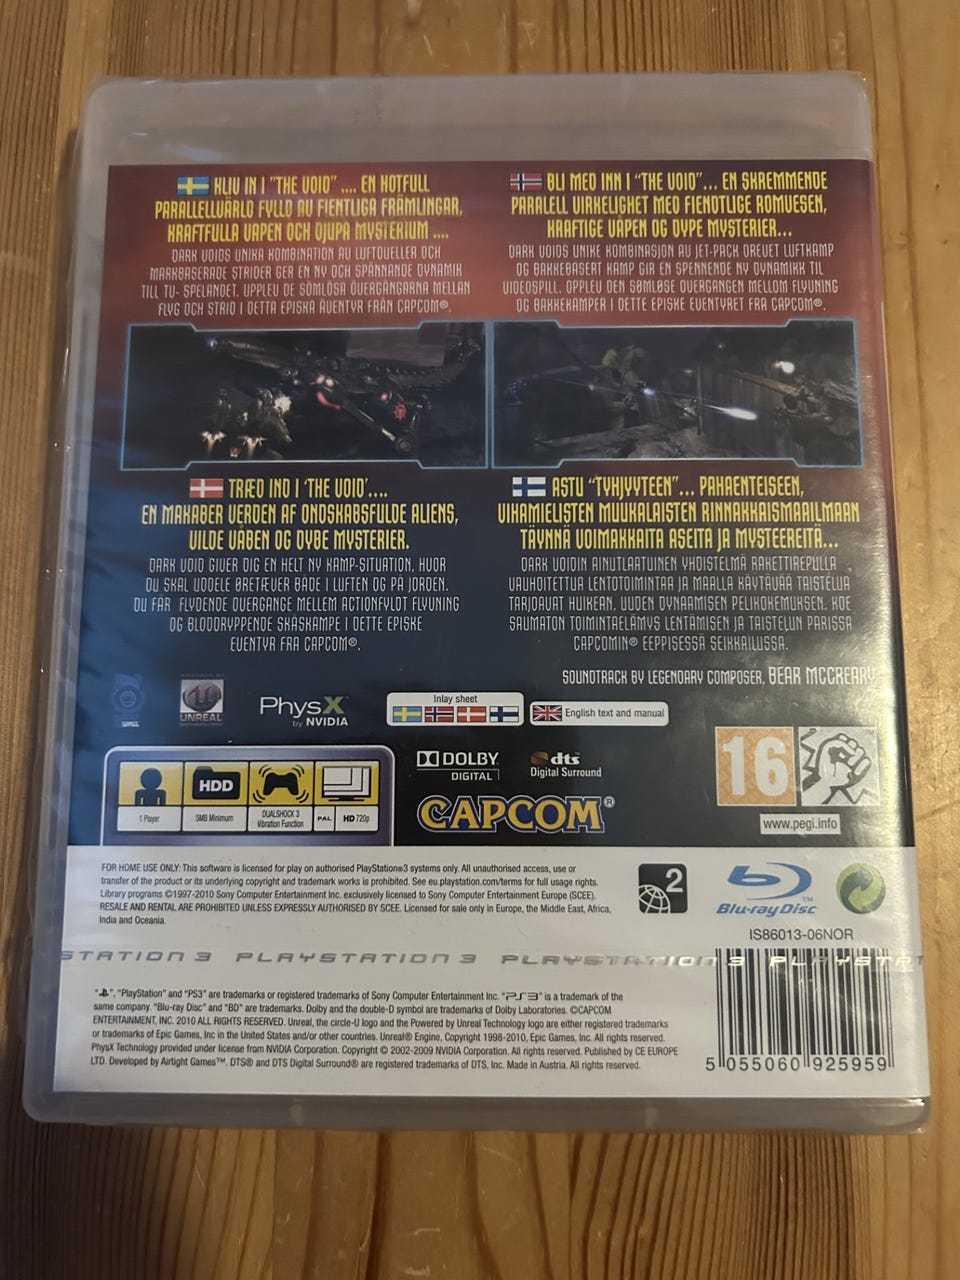 KLIV IN I "THE VOID" .... EN HOTFULL
PARALLELLVÄRLD FYLLD AV FIENTLIGA FRÄMLINGAR,
KRAFTFULLA VAPEN OCH DJUPA MYSTERIUM ....
DARK VOIDS UNIKA KOMBINATION AV LUFTDUELLER OCH
MARKBASERADE STRIDER GER EN NY OCH SPÄNNANDE DYNAMIK
TILL TV- SPELANDET. UPPLEV DE SÖMLÖSA ÖVERGÅNGARNA MELLAN
FLYG OCH STRID I DETTA EPISKA ÄVENTYR FRÅN CAPCOM®.
BLI MED INN I "THE VOID"... EN SKREMMENDE
PARALELL VIRKELIGHET MED FIENDTLIGE ROMVESEN,
KRAFTIGE VÅPEN OG DYPE MYSTERIER...
DARK VOIDS UNIKE KOMBINASJON AV JET-PACK DREVET LUFTKAMP
OG BAKKEBASERT KAMP GIR EN SPENNENDE NY DYNAMIKK TIL
VIDEOSPILL. OPPLEV DEN SØMLØSE OVERGANGEN MELLOM FLYVNING
OG BAKKEKAMPER I DETTE EPISKE EVENTYRET FRA CAPCOM®.
TRÆD IND I 'THE VOID'....
EN MAKABER VERDEN AF ONDSKABSFULDE ALIENS,
VILDE VÅBEN OG DYBE MYSTERIER.
DARK VOID GIVER DIG EN HELT NY KAMP-SITUATION, HVOR
DU SKAL UDDELE ØRETÆVER BÅDE I LUFTEN OG PÅ JORDEN.
DU FÅR FLYDENDE OVERGANGE MELLEM ACTIONFYLDT FLYVNING
OG BLODDRYPPENDE SKÅSKAMPE I DETTE EPISKE
EVENTYR FRA CAPCOM®.
ASTU "TYHJYYTEEN"... PAHAENTEISEEN,
VIHAMIELISTEN MUUKALAISTEN RINNAKKAISMAAILMAAN
TÄYNNÄ VOIMAKKAITA ASEITA JA MYSTEEREITÄ...
DARK VOIDIN AINUTLAATUINEN YHDISTELMÄ RAKETTIREPULLA
VAUHDITETTUA LENTOTOIMINTAA JA MAALLA KÄYTÄVÄÄ TAISTELUA
TARJOAVAT HUIKEAN, UUDEN DYNAAMISEN PELIKOKEMUKSEN. KOE
SAUMATON TOIMINTAELÄMYS LENTÄMISEN JA TAISTELUN PARISSA
CAPCOMIN® EEPPISESSÄ SEIKKAILUSSA.
SOUNDTRACK BY LEGENDARY COMPOSER, BEAR MCCREARY
UNREAL
PhysX™
by NVIDIA
Inlay sheet
English text and manual
1 Player
HDD
5MB Minimum
DUALSHOCK 3
Vibration Function
PAL
HD 720p
DOLBY
DIGITAL
dts
Digital Surround
CAPCOM®
16
www.pegi.info
FOR HOME USE ONLY: This software is licensed for play on authorised PlayStation®3 systems only. All unauthorised access, use or
transfer of the product or its underlying copyright and trademark works is prohibited. See eu.playstation.com/terms for full usage rights.
Library programs ©1997-2010 Sony Computer Entertainment Inc. exclusively licensed to Sony Computer Entertainment Europe (SCEE).
RESALE AND RENTAL ARE PROHIBITED UNLESS EXPRESSLY AUTHORISED BY SCEE. Licensed for sale only in Europe, the Middle East, Africa,
India and Oceania.
2
Blu-ray Disc™
IS86013-06NOR
STATION 3 PLAYSTATION 3 PLAYSTATION 3 PLAYSTAT
"PlayStation" and "PS3" are trademarks or registered trademarks of Sony Computer Entertainment Inc. "PS3" is a trademark of the
same company. "Blu-ray Disc" and "BD" are trademarks. Dolby and the double-D symbol are trademarks of Dolby Laboratories. ©CAPCOM
ENTERTAINMENT, INC. 2010 ALL RIGHTS RESERVED. Unreal, the circle-U logo and the Powered by Unreal Technology logo are either registered trademarks
or trademarks of Epic Games, Inc in the United States and/or other countries. Unreal® Engine, Copyright 1998-2010, Epic Games, Inc. All rights reserved.
PhysX Technology provided under license from NVIDIA Corporation. Copyright © 2002-2009 NVIDIA Corporation. All rights reserved. Published by CE EUROPE
LTD. Developed by Airtight Games™. DTS® and DTS Digital Surround® are registered trademarks of DTS, Inc. Made in Austria. All rights reserved.
5 055060 925959